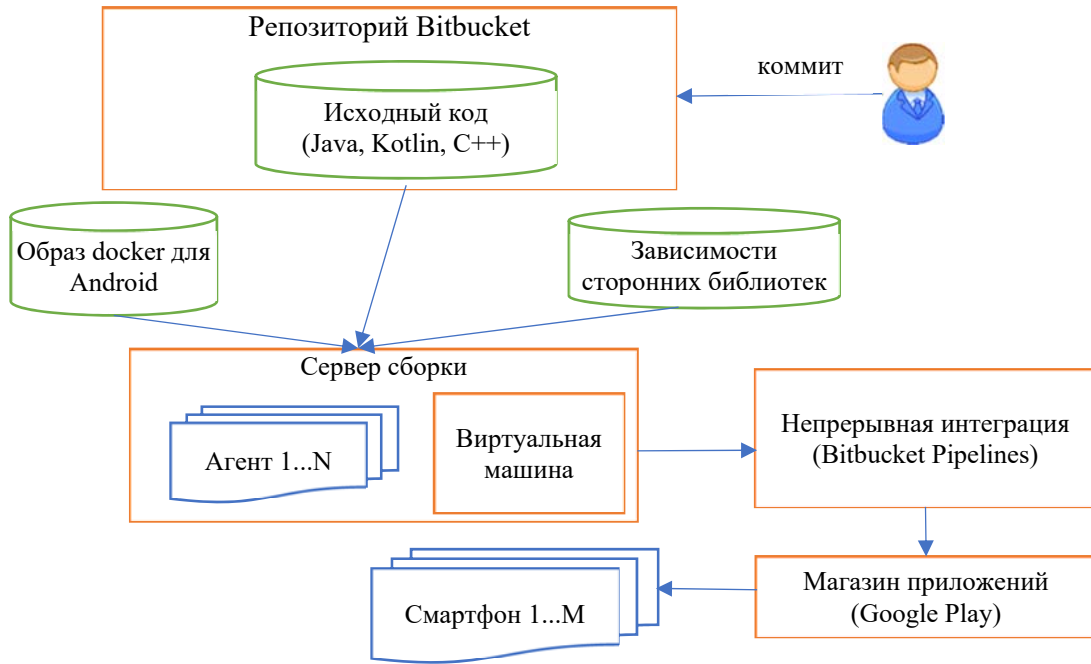 Репозиторий Bitbucket
коммит
Исходный код
(Java, Kotlin, C++)
Образ docker для
Android
Зависимости
сторонних библиотек
Сервер сборки
Агент 1...N
Виртуальная
машина
Непрерывная интеграция
(Bitbucket Pipelines)
Магазин приложений
(Google Play)
Смартфон 1...M